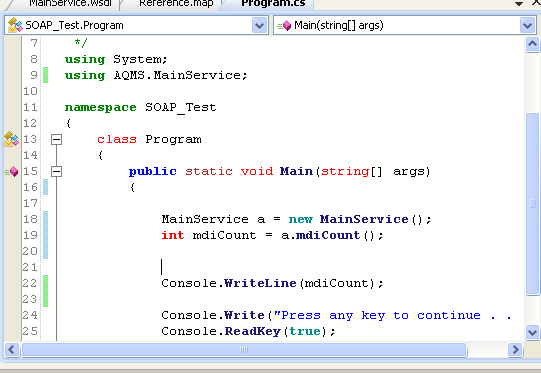 MainService.wsdl Reference.map Program.cs
SOAP_Test.Program Main(string[] args)
7 */
8 using System;
9 using AQMS.MainService;
10
11 namespace SOAP_Test
12 {
13 class Program
14 {
15 public static void Main(string[] args)
16 {
17
18 MainService a = new MainService();
19 int mdiCount = a.mdiCount();
20
21
22 Console.WriteLine(mdiCount);
23
24 Console.Write("Press any key to continue . .
25 Console.ReadKey(true);